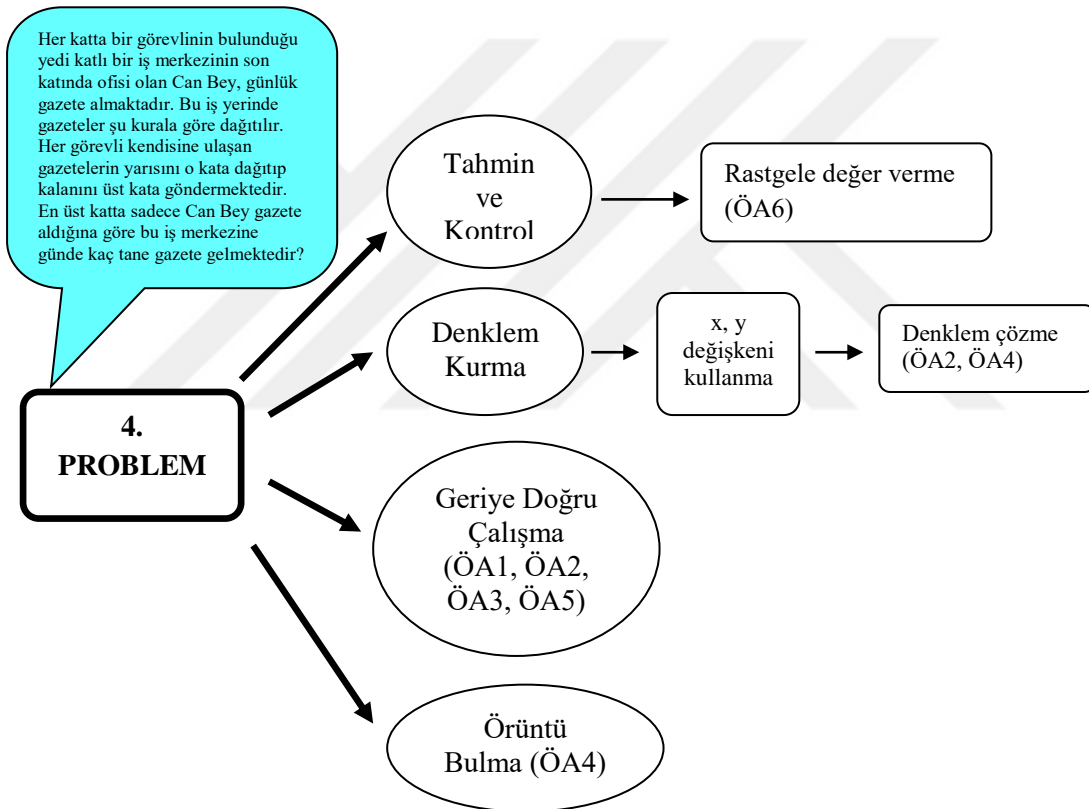 Her katta bir görevlinin bulunduğu
yedi katlı bir iş merkezinin son
katında ofisi olan Can Bey, günlük
gazete almaktadır. Bu iş yerinde
gazeteler şu kurala göre dağıtılır.
Her görevli kendisine ulaşan
gazetelerin yarısını o kata dağıtıp
kalanını üst kata göndermektedir.
En üst katta sadece Can Bey gazete
aldığına göre bu iş merkezine
günde kaç tane gazete gelmektedir?
4.
PROBLEM
Tahmin
ve
Kontrol
Rastgele değer verme
(ÖA6)
Denklem
Kurma
x, y
değişkeni
kullanma
Denklem çözme
(ÖA2, ÖA4)
Geriye Doğru
Çalışma
(ÖA1, ÖA2,
ÖA3, ÖA5)
Örüntü
Bulma (ÖA4)